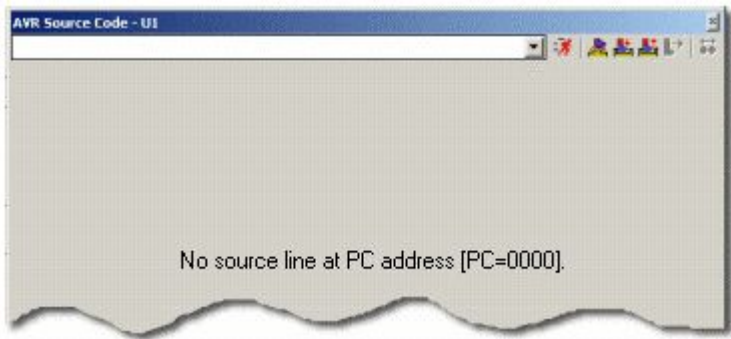 AVR Source Code - U1
No source line at PC address [PC=0000].